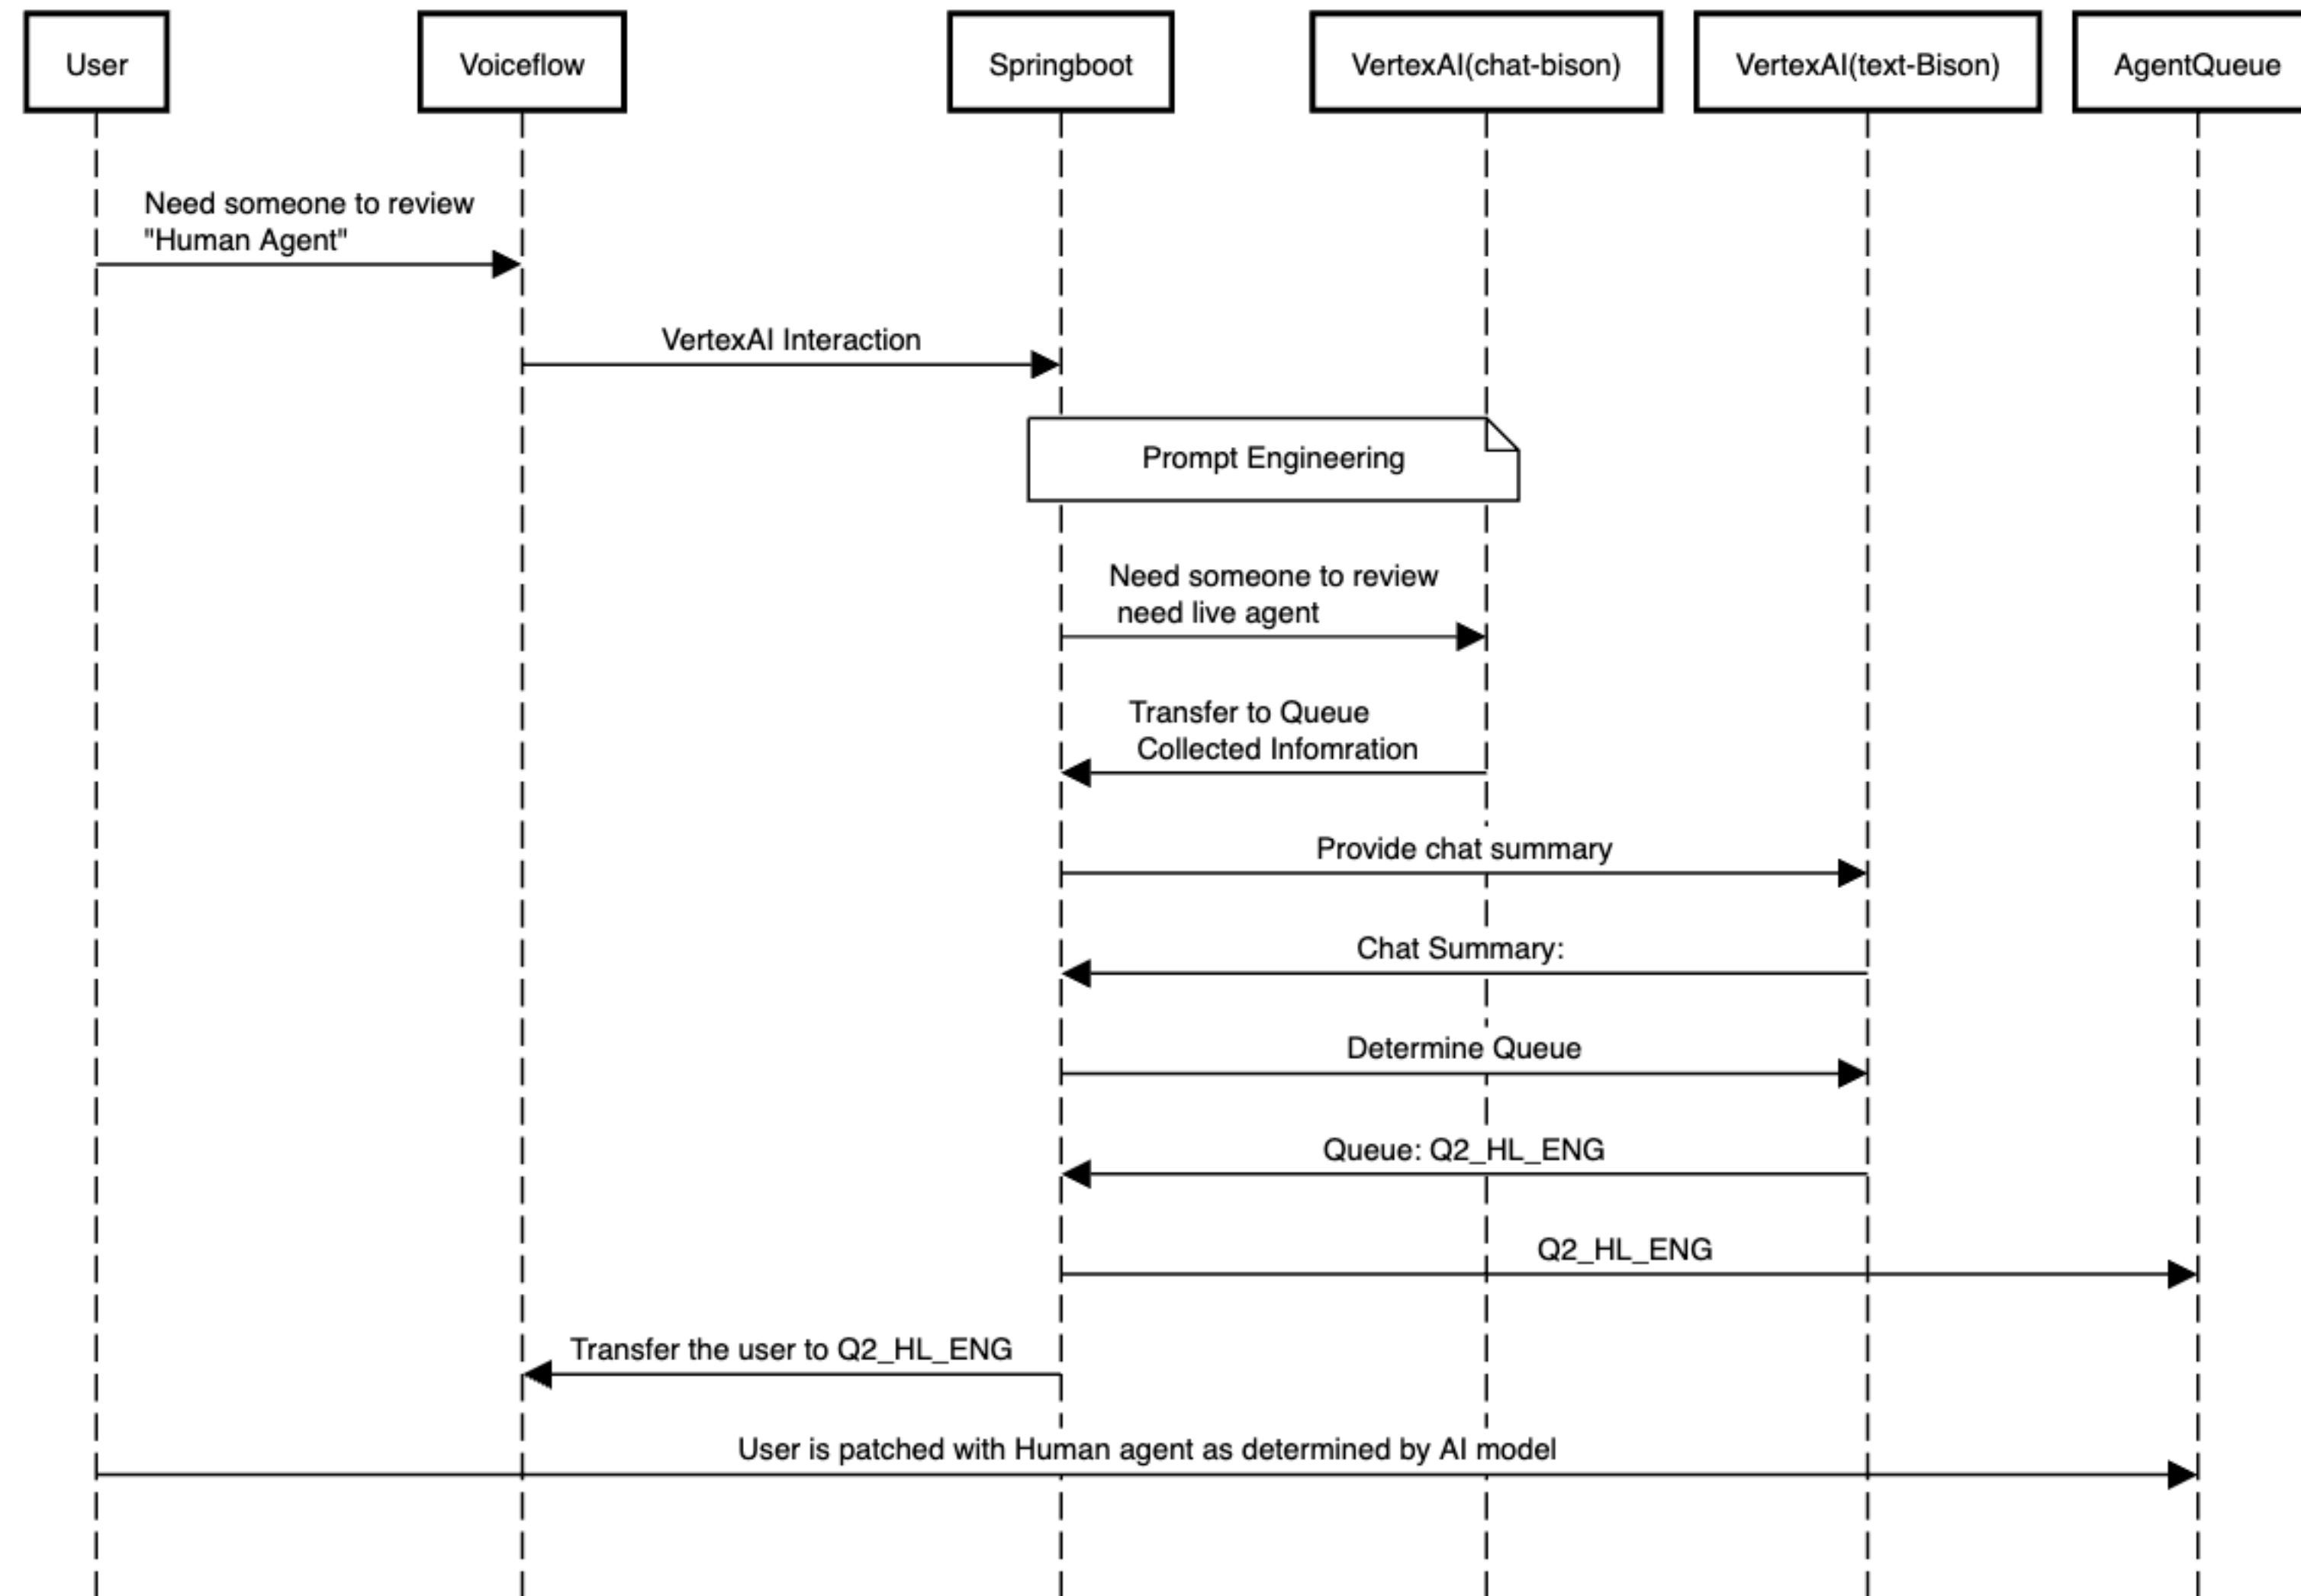 User
Voiceflow
Springboot
VertexAI(chat-bison)
VertexAI(text-Bison)
AgentQueue
Need someone to review
"Human Agent"
VertexAI Interaction
Prompt Engineering
Need someone to review
need live agent
Transfer to Queue
Collected Infomration
Provide chat summary
Chat Summary:
Determine Queue
Queue: Q2_HL_ENG
Q2_HL_ENG
Transfer the user to Q2_HL_ENG
User is patched with Human agent as determined by AI model